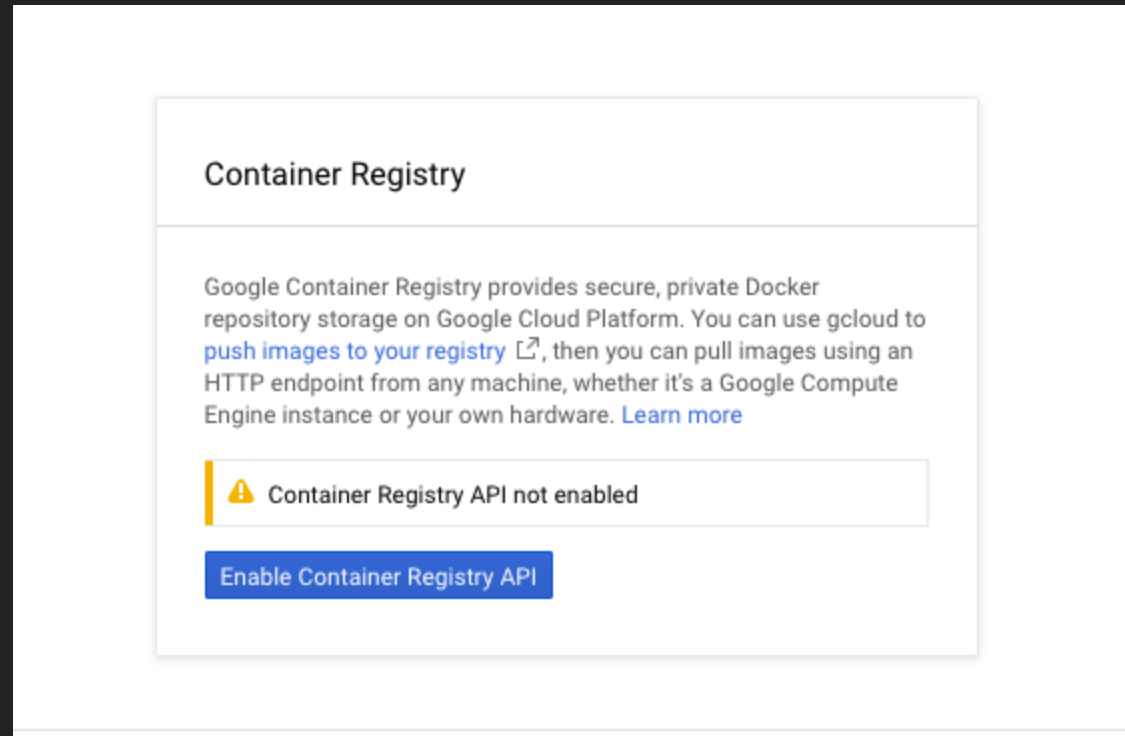 Container Registry
Google Container Registry provides secure, private Docker
repository storage on Google Cloud Platform. You can use gcloud to
push images to your registry , then you can pull images using an
HTTP endpoint from any machine, whether it's a Google Compute
Engine instance or your own hardware. Learn more
Container Registry API not enabled
Enable Container Registry API